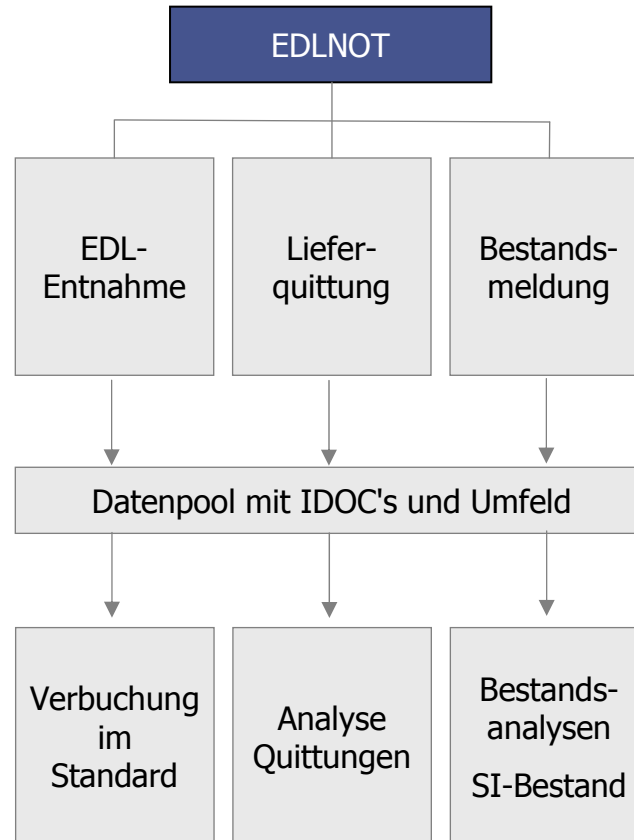 EDLNOT
EDL-
Entnahme
Liefer-
quittung
Bestands-
meldung
Datenpool mit IDOC's und Umfeld
Verbuchung
im
Standard
Analyse
Quittungen
Bestands-
analysen
SI-Bestand